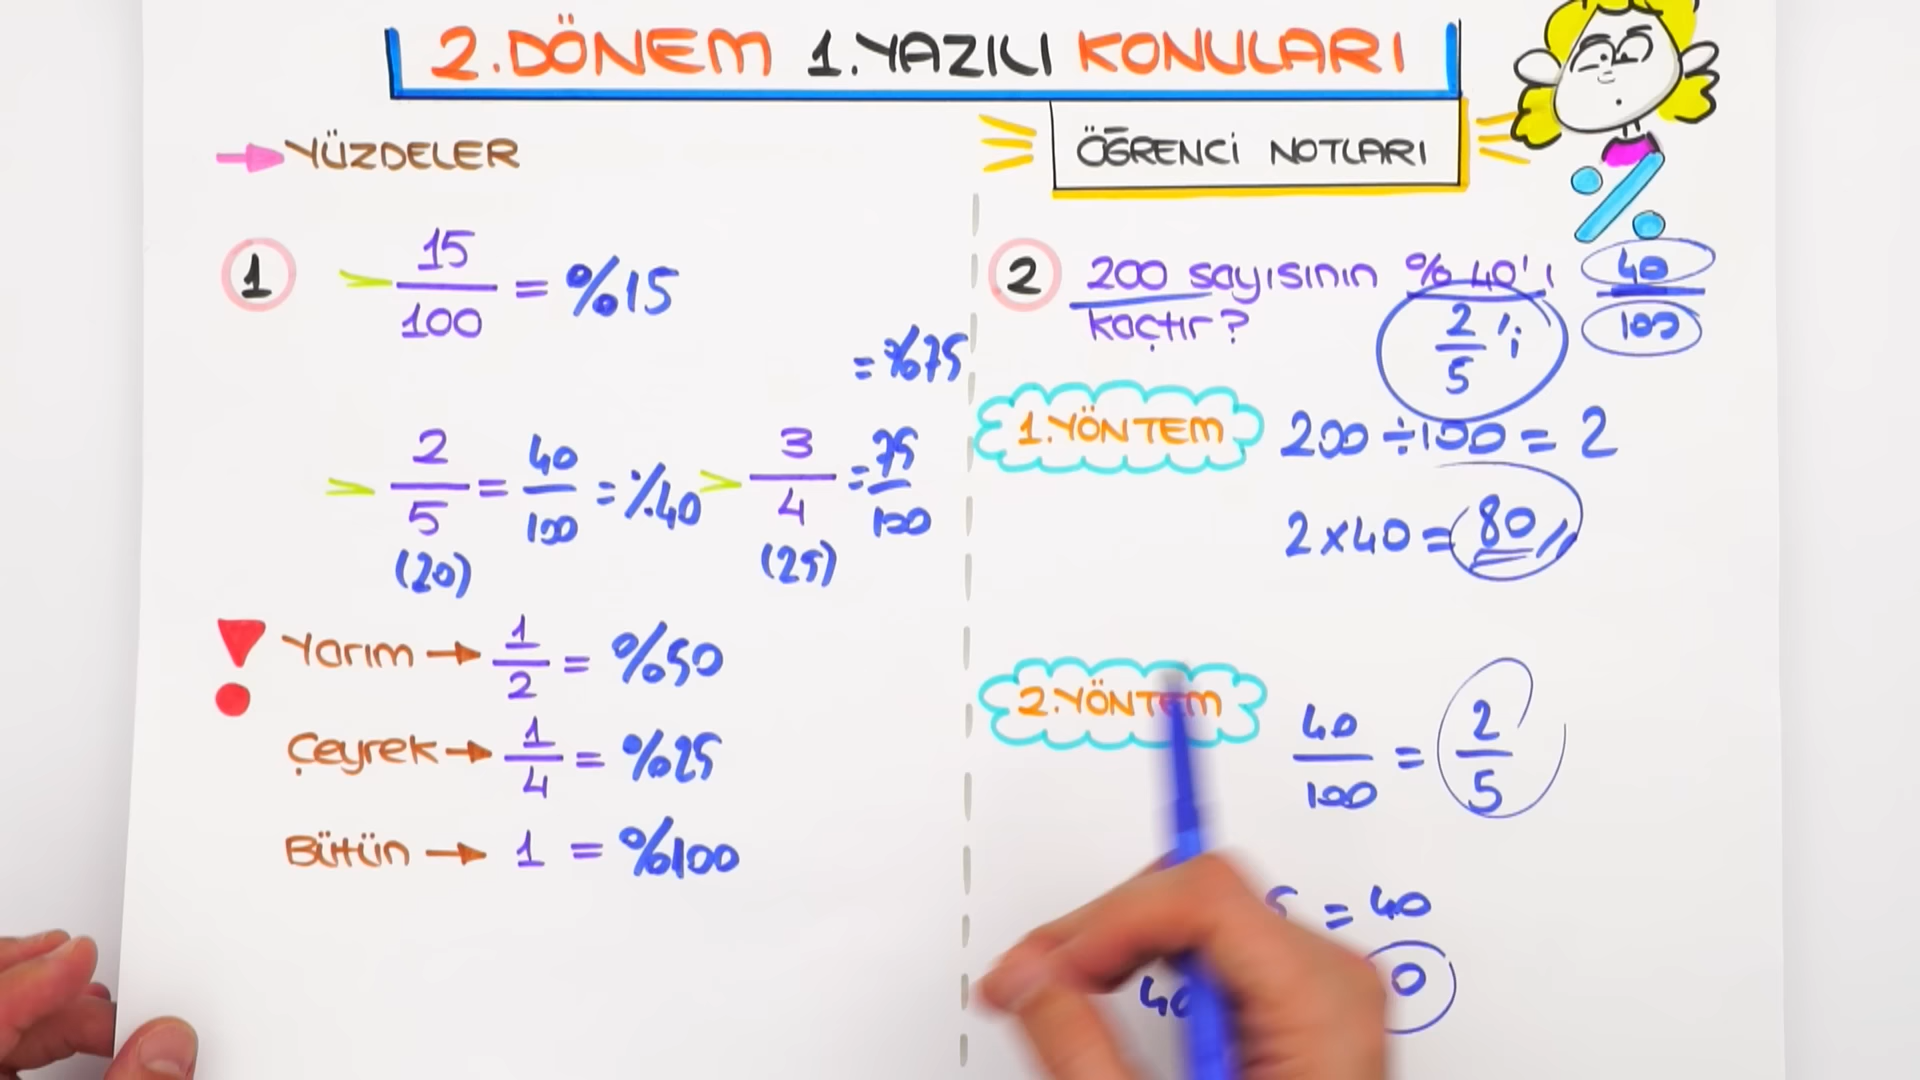 2.DÖNEM 1.YAZILI KONULARI
ÖĞRENCİ NOTLARI
YÜZDELER
1
15/100 = %15
2/5 = 40/100 = %40
(20)
3/4 = 75/100
= %75
(25)
Yarım → 1/2 = %50
Çeyrek → 1/4 = %25
Bütün → 1 = %100
%
2 200 sayısının %40'ı
kaçtır?
40/100
2/5'i
1.YÖNTEM 200÷100=2
2x40=80
2.YÖNTEM 40/100 = 2/5
5 = 40
40
0